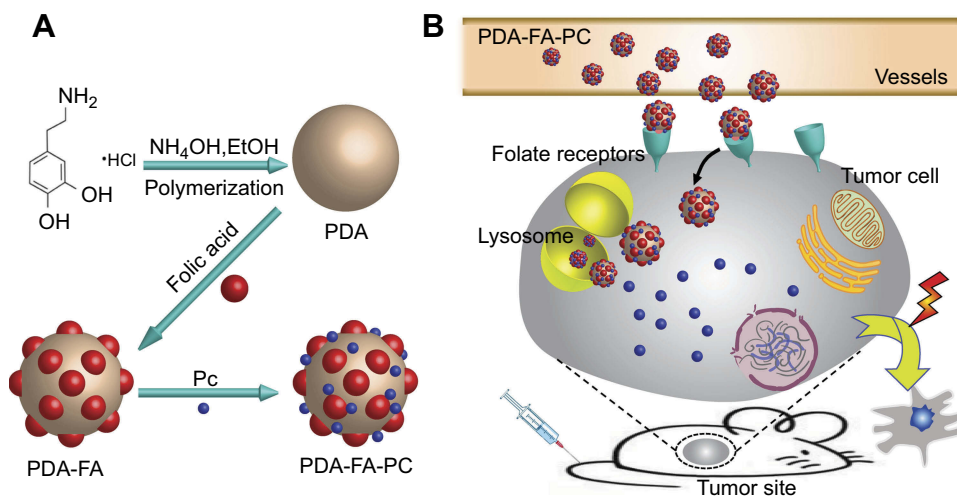 A
NH₂
•HCl
OH
OH
NH₄OH,EtOH
Polymerization
PDA
Folic acid
PDA-FA
Pc
PDA-FA-PC
B
PDA-FA-PC
Vessels
Folate receptors
Tumor cell
Lysosome
Tumor site